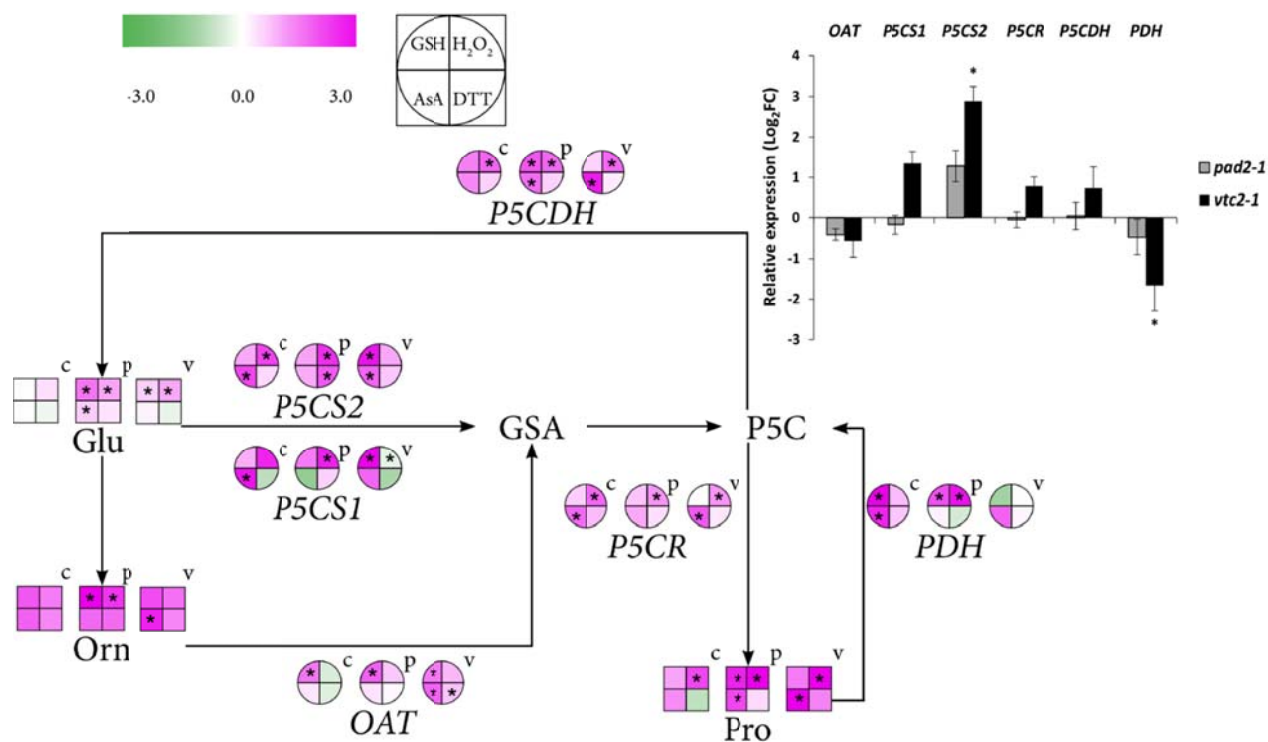 -3.0 0.0 3.0
GSH H₂O₂
AsA DTT
OAT P5CS1 P5CS2 P5CR P5CDH PDH
Relative expression (Log₂FC)
4
3
2
1
0
-1
-2
-3
*
*
pad2-1
vtc2-1
c p v
* * * * * *
P5CDH
c p v
* * * *
* * *
P5CS2
c p v
* * * * *
* 
Glu
GSA
P5C
c p v
* * *
*
P5CS1
c p v
* * *
* *
P5CR
c p v
* * *
*
PDH
c p v
* *
*
Orn
c p v
* * *
* *
OAT
c p v
* * * *
* *
Pro